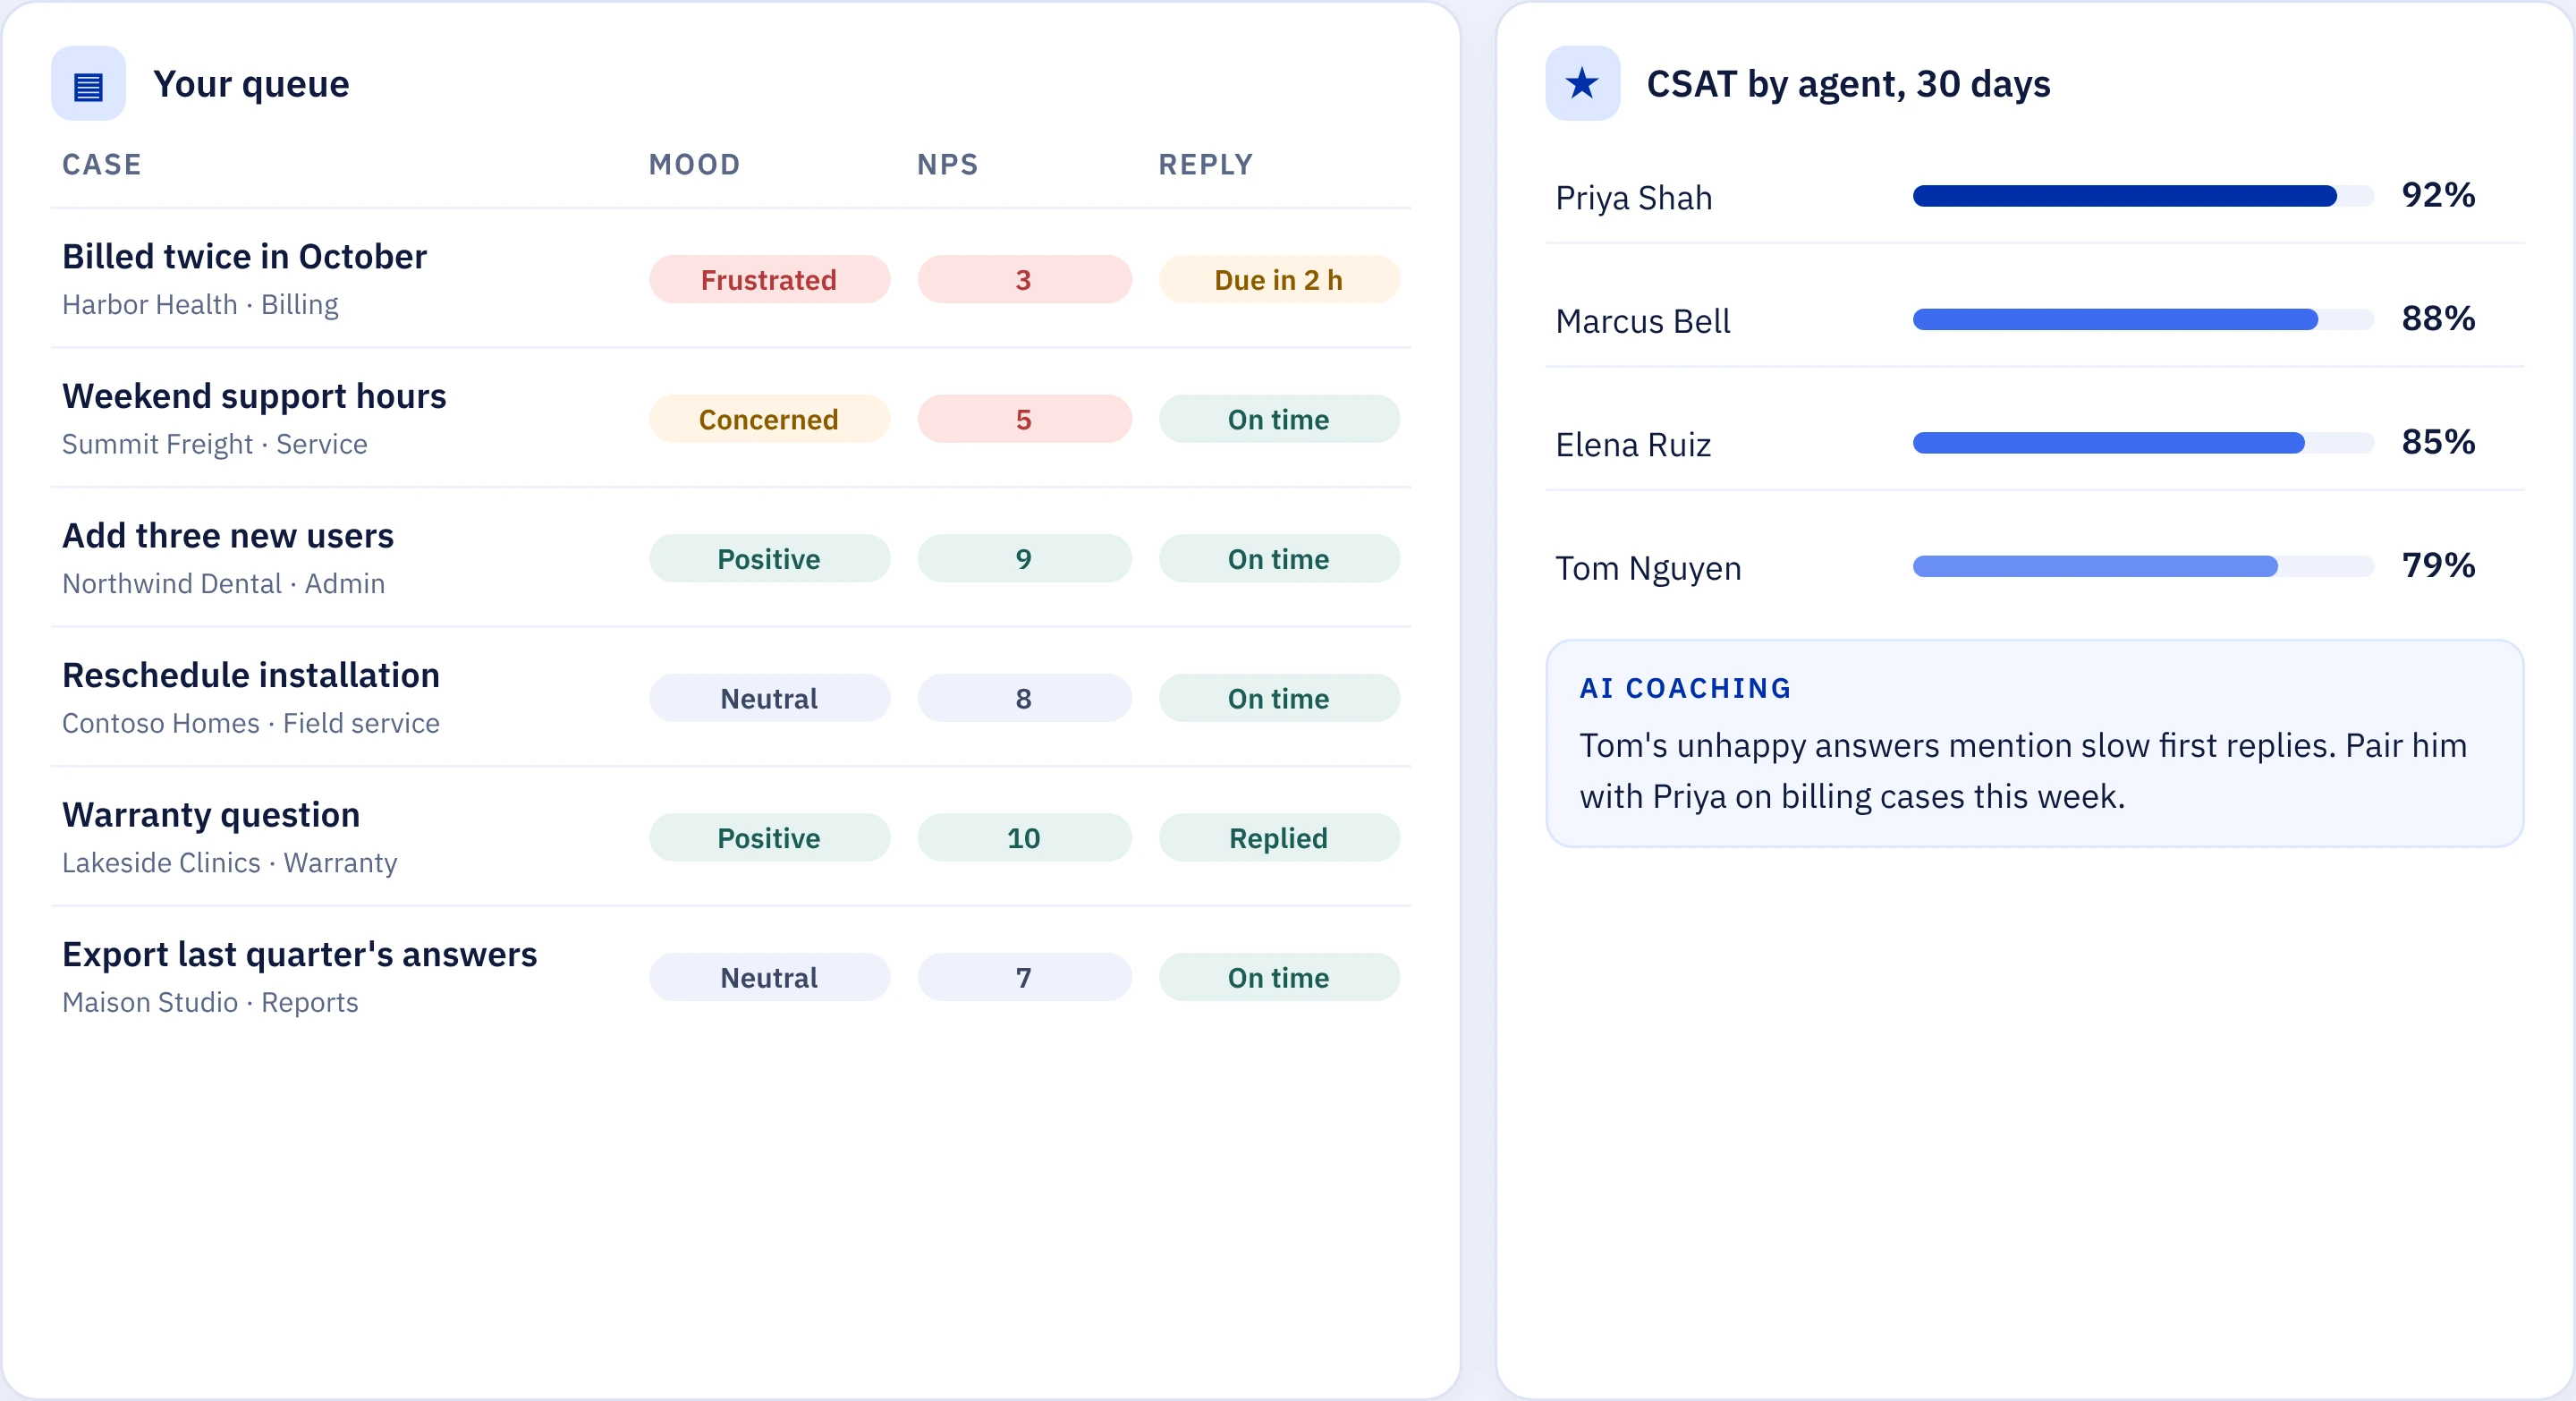 Your queue
CASE MOOD NPS REPLY
Billed twice in October
Harbor Health · Billing
Frustrated 3 Due in 2 h
Weekend support hours
Summit Freight · Service
Concerned 5 On time
Add three new users
Northwind Dental · Admin
Positive 9 On time
Reschedule installation
Contoso Homes · Field service
Neutral 8 On time
Warranty question
Lakeside Clinics · Warranty
Positive 10 Replied
Export last quarter's answers
Maison Studio · Reports
Neutral 7 On time
CSAT by agent, 30 days
Priya Shah 92%
Marcus Bell 88%
Elena Ruiz 85%
Tom Nguyen 79%
AI COACHING
Tom's unhappy answers mention slow first replies. Pair him
with Priya on billing cases this week.